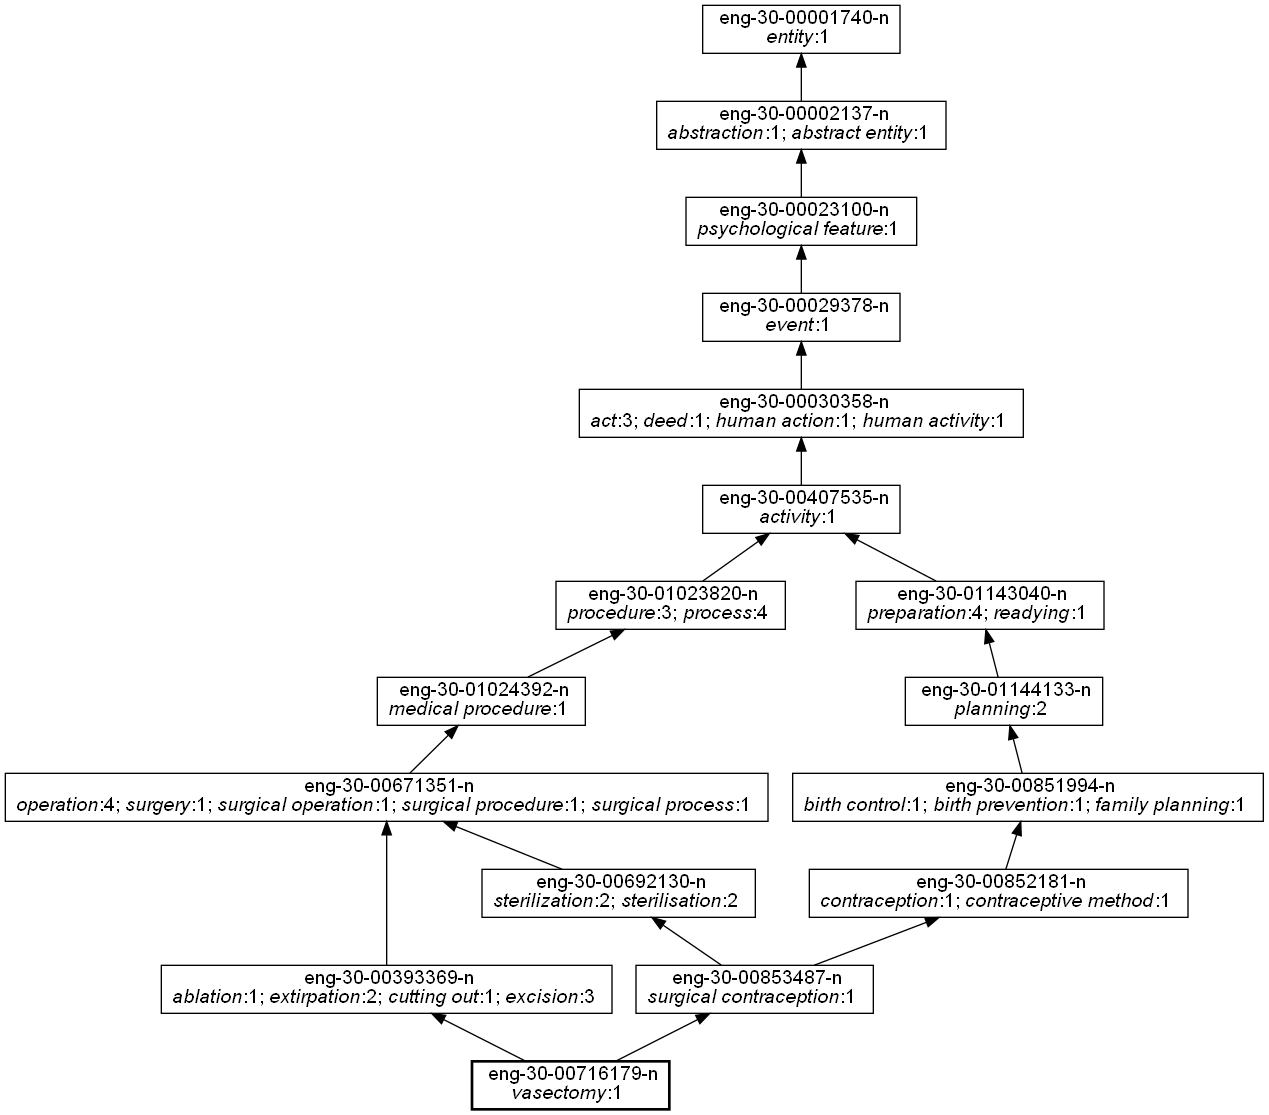 eng-30-00001740-n
entity:1
eng-30-00002137-n
abstraction:1; abstract entity:1
eng-30-00023100-n
psychological feature:1
eng-30-00029378-n
event:1
eng-30-00030358-n
act:3; deed:1; human action:1; human activity:1
eng-30-00407535-n
activity:1
eng-30-01023820-n
procedure:3; process:4
eng-30-01143040-n
preparation:4; readying:1
eng-30-01024392-n
medical procedure:1
eng-30-01144133-n
planning:2
eng-30-00671351-n
operation:4; surgery:1; surgical operation:1; surgical procedure:1; surgical process:1
eng-30-00851994-n
birth control:1; birth prevention:1; family planning:1
eng-30-00692130-n
sterilization:2; sterilisation:2
eng-30-00852181-n
contraception:1; contraceptive method:1
eng-30-00393369-n
ablation:1; extirpation:2; cutting out:1; excision:3
eng-30-00853487-n
surgical contraception:1
eng-30-00716179-n
vasectomy:1